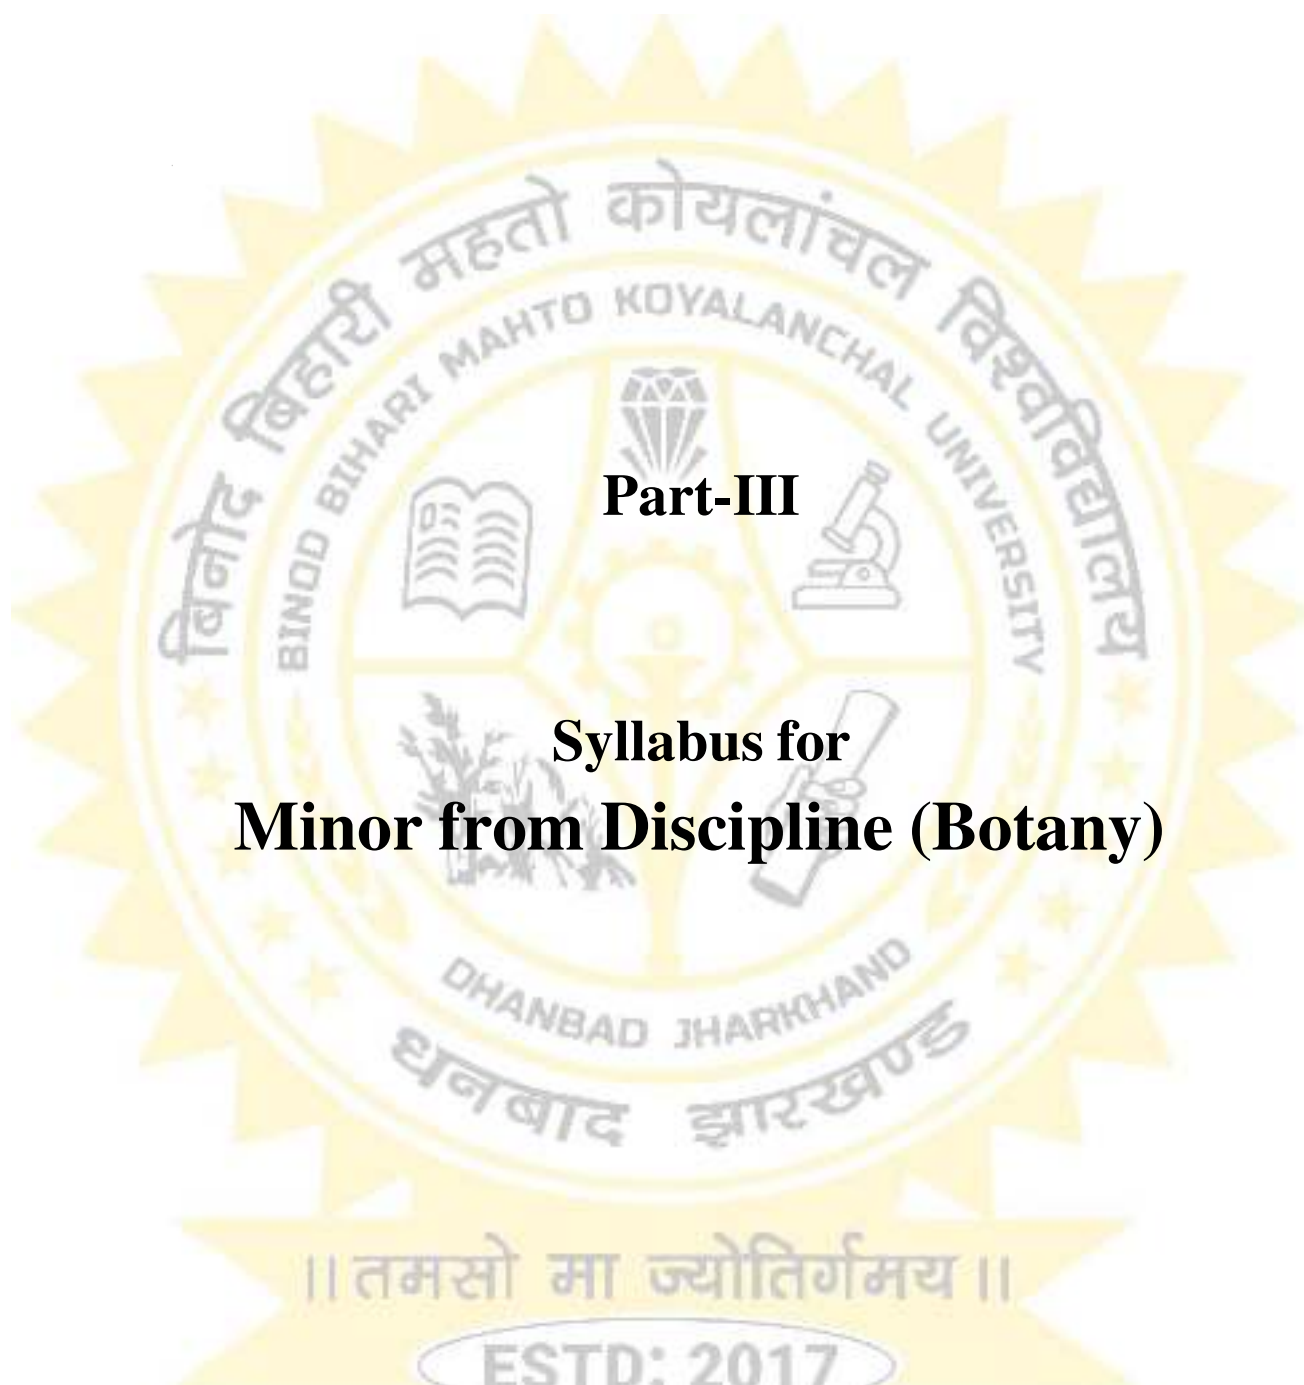 बिनोद बिहारी महतो कोयलांचल विश्वविद्यालय
BINOD BIHARI MAHTO KOYALANCHAL UNIVERSITY
Part-III
Syllabus for
Minor from Discipline (Botany)
DHANBAD JHARKHAND
धनबाद झारखण्ड
||तमसो मा ज्योतिर्गमय||
ESTD: 2017